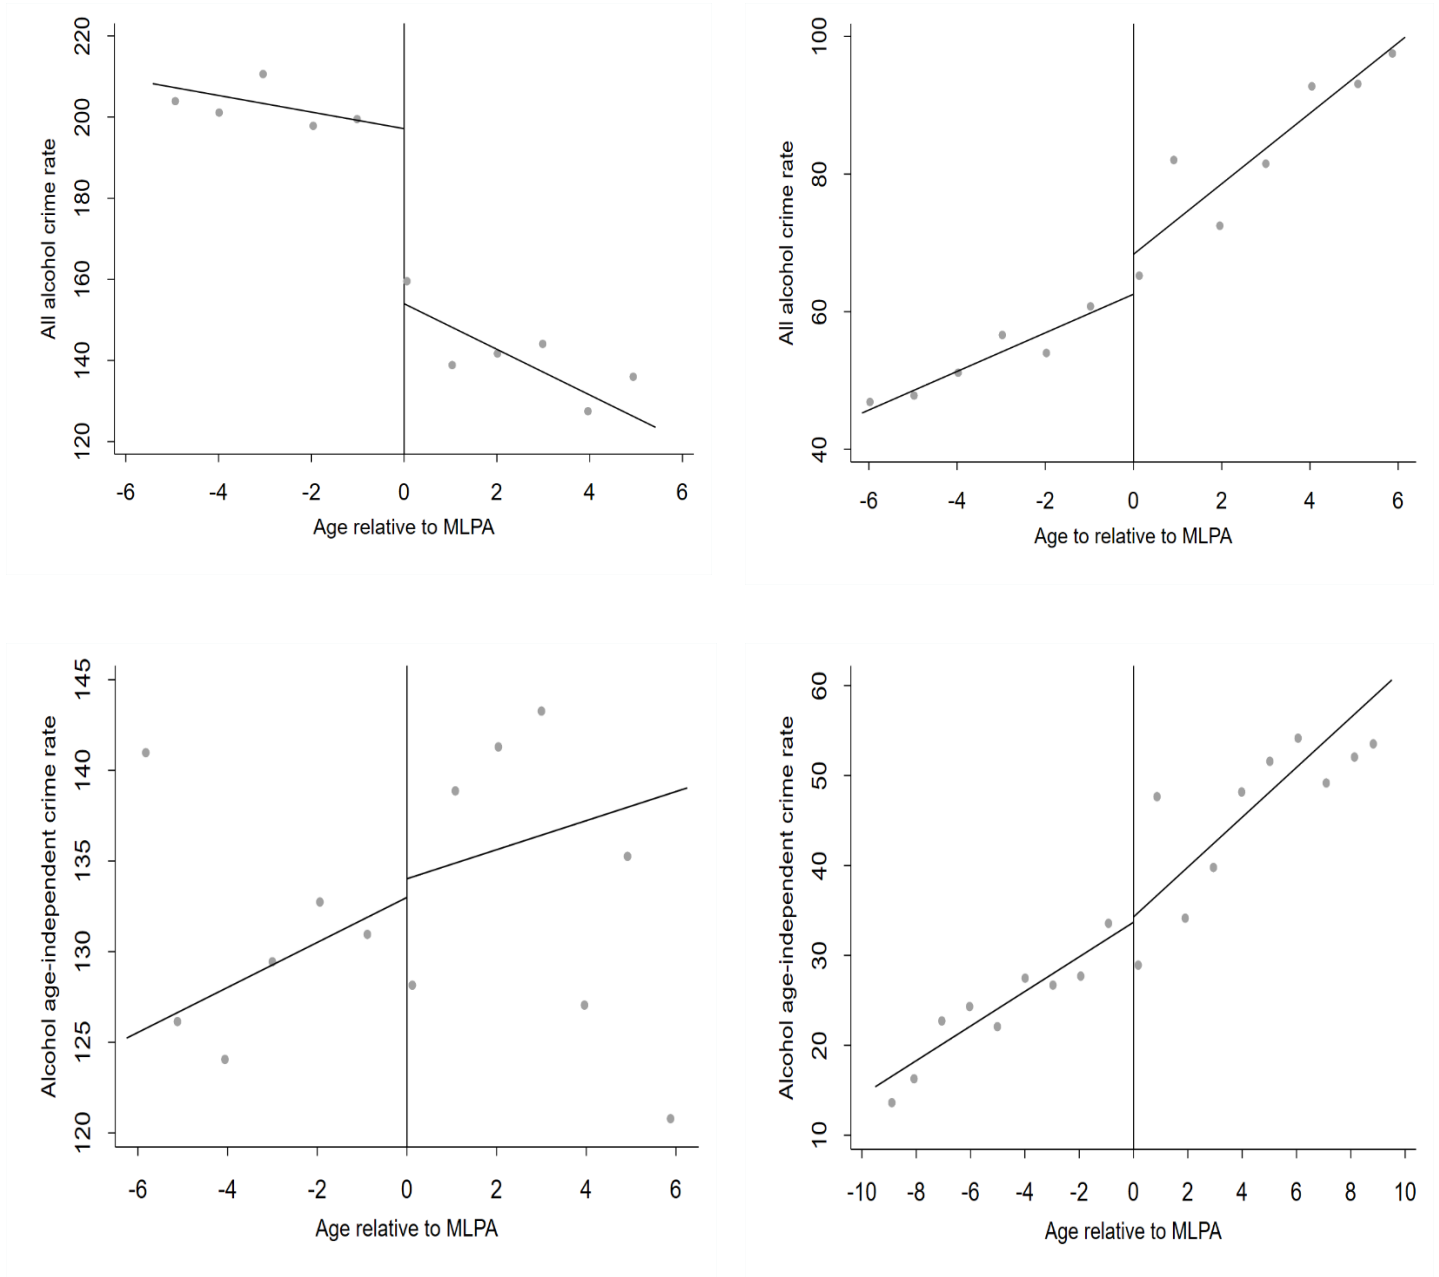 All alcohol crime rate
220
200
180
160
140
120
-6 -4 -2 0 2 4 6
Age relative to MLPA
All alcohol crime rate
100
80
60
40
-6 -4 -2 0 2 4 6
Age to relative to MLPA
Alcohol age-independent crime rate
145
140
135
130
125
120
-6 -4 -2 0 2 4 6
Age relative to MLPA
Alcohol age-independent crime rate
60
50
40
30
20
10
-10 -8 -6 -4 -2 0 2 4 6 8 10
Age relative to MLPA